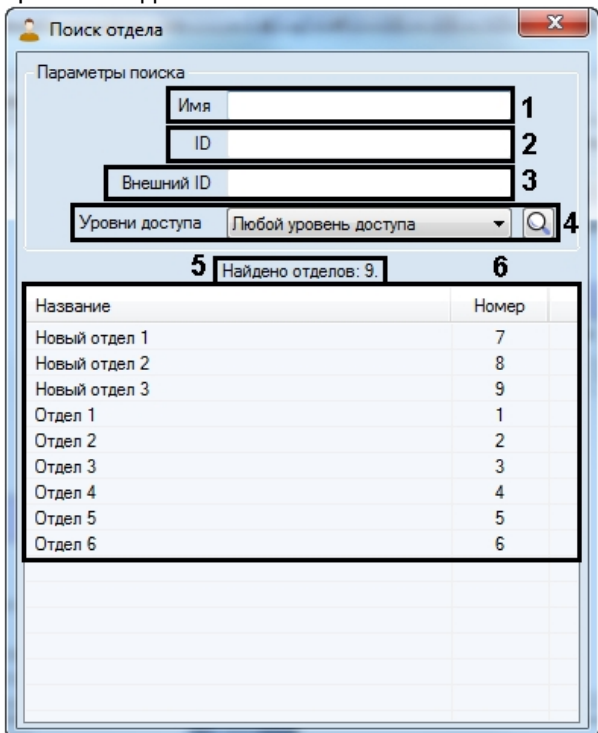 Поиск отдела
Параметры поиска
Имя 1
ID 2
Внешний ID 3
Уровни доступа Любой уровень доступа 4
5 Найдено отделов: 9. 6
Название Номер
Новый отдел 1 7
Новый отдел 2 8
Новый отдел 3 9
Отдел 1 1
Отдел 2 2
Отдел 3 3
Отдел 4 4
Отдел 5 5
Отдел 6 6